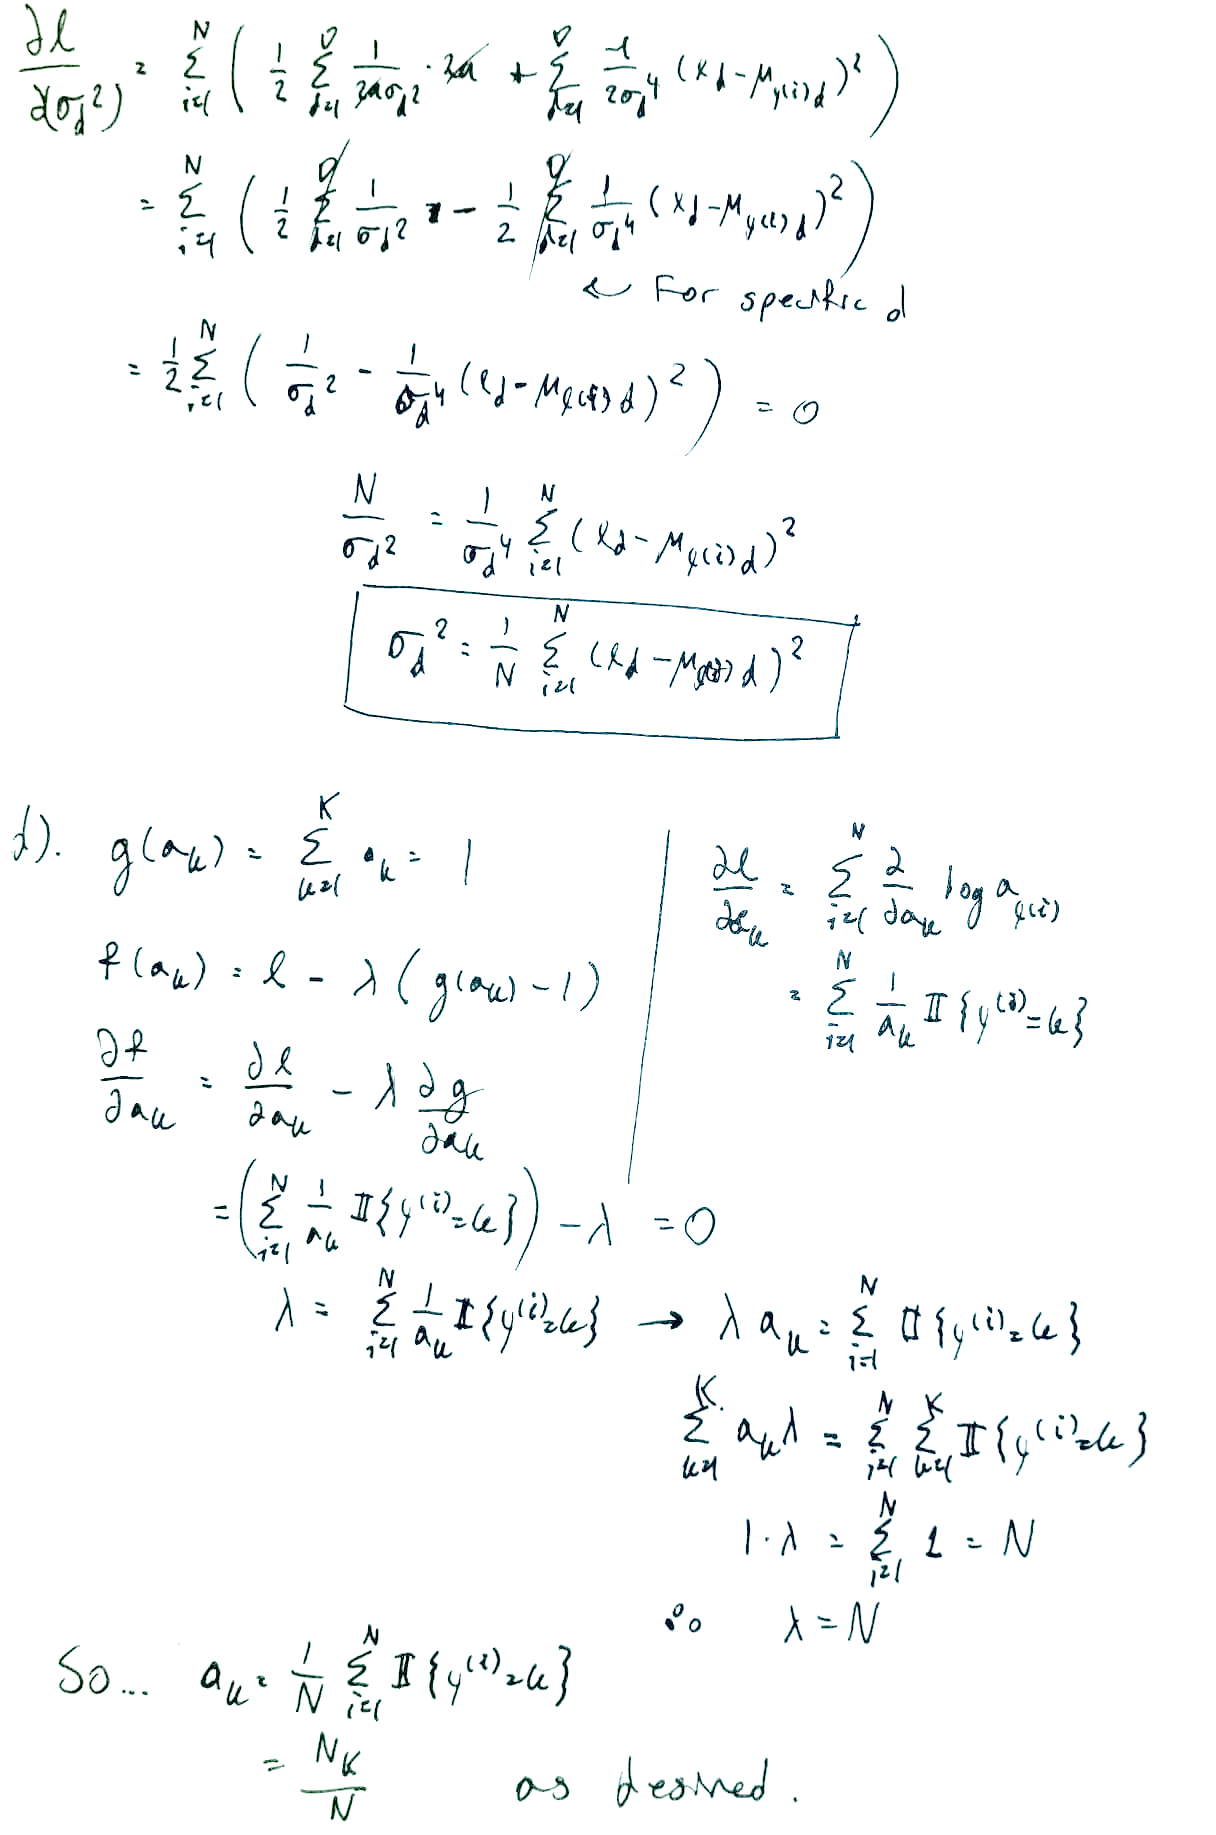 ∂ℓ/∂(σ_d²) = Σ_{i=1}^{N} ( 1/2 Σ_{d=1}^{D} 1/(2πσ_d²) · 2π + Σ_{d=1}^{D} -1/(2σ_d⁴) (x_d - μ_{y(i)d})² )
= Σ_{i=1}^{N} ( 1/2 Σ_{d=1}^{D} 1/σ_d² - 1/2 Σ_{d=1}^{D} 1/σ_d⁴ (x_d - μ_{y(i)d})² )
← For specific d
= 1/2 Σ_{i=1}^{N} ( 1/σ_d² - 1/σ_d⁴ (x_d - μ_{y(i)d})² ) = 0
N/σ_d² = 1/σ_d⁴ Σ_{i=1}^{N} (x_d - μ_{y(i)d})²
σ_d² = 1/N Σ_{i=1}^{N} (x_d - μ_{y(i)d})²
d). g(a_k) = Σ_{k=1}^{K} a_k = 1
f(a_k) = ℓ - λ(g(a_k) - 1)
∂f/∂a_k = ∂ℓ/∂a_k - λ ∂g/∂a_k
∂ℓ/∂a_k = Σ_{i=1}^{N} ∂/∂a_k log a_{y(i)}
= Σ_{i=1}^{N} 1/a_k 𝕀{y^{(i)}=k}
= ( Σ_{i=1}^{N} 1/a_k 𝕀{y^{(i)}=k} ) - λ = 0
λ = Σ_{i=1}^{N} 1/a_k 𝕀{y^{(i)}=k} → λ a_k = Σ_{i=1}^{N} 𝕀{y^{(i)}=k}
Σ_{k=1}^{K} a_k λ = Σ_{i=1}^{N} Σ_{k=1}^{K} 𝕀{y^{(i)}=k}
1·λ = Σ_{i=1}^{N} 1 = N
∴ λ = N
So... a_k = 1/N Σ_{i=1}^{N} 𝕀{y^{(i)}=k}
= N_K/N as desired.